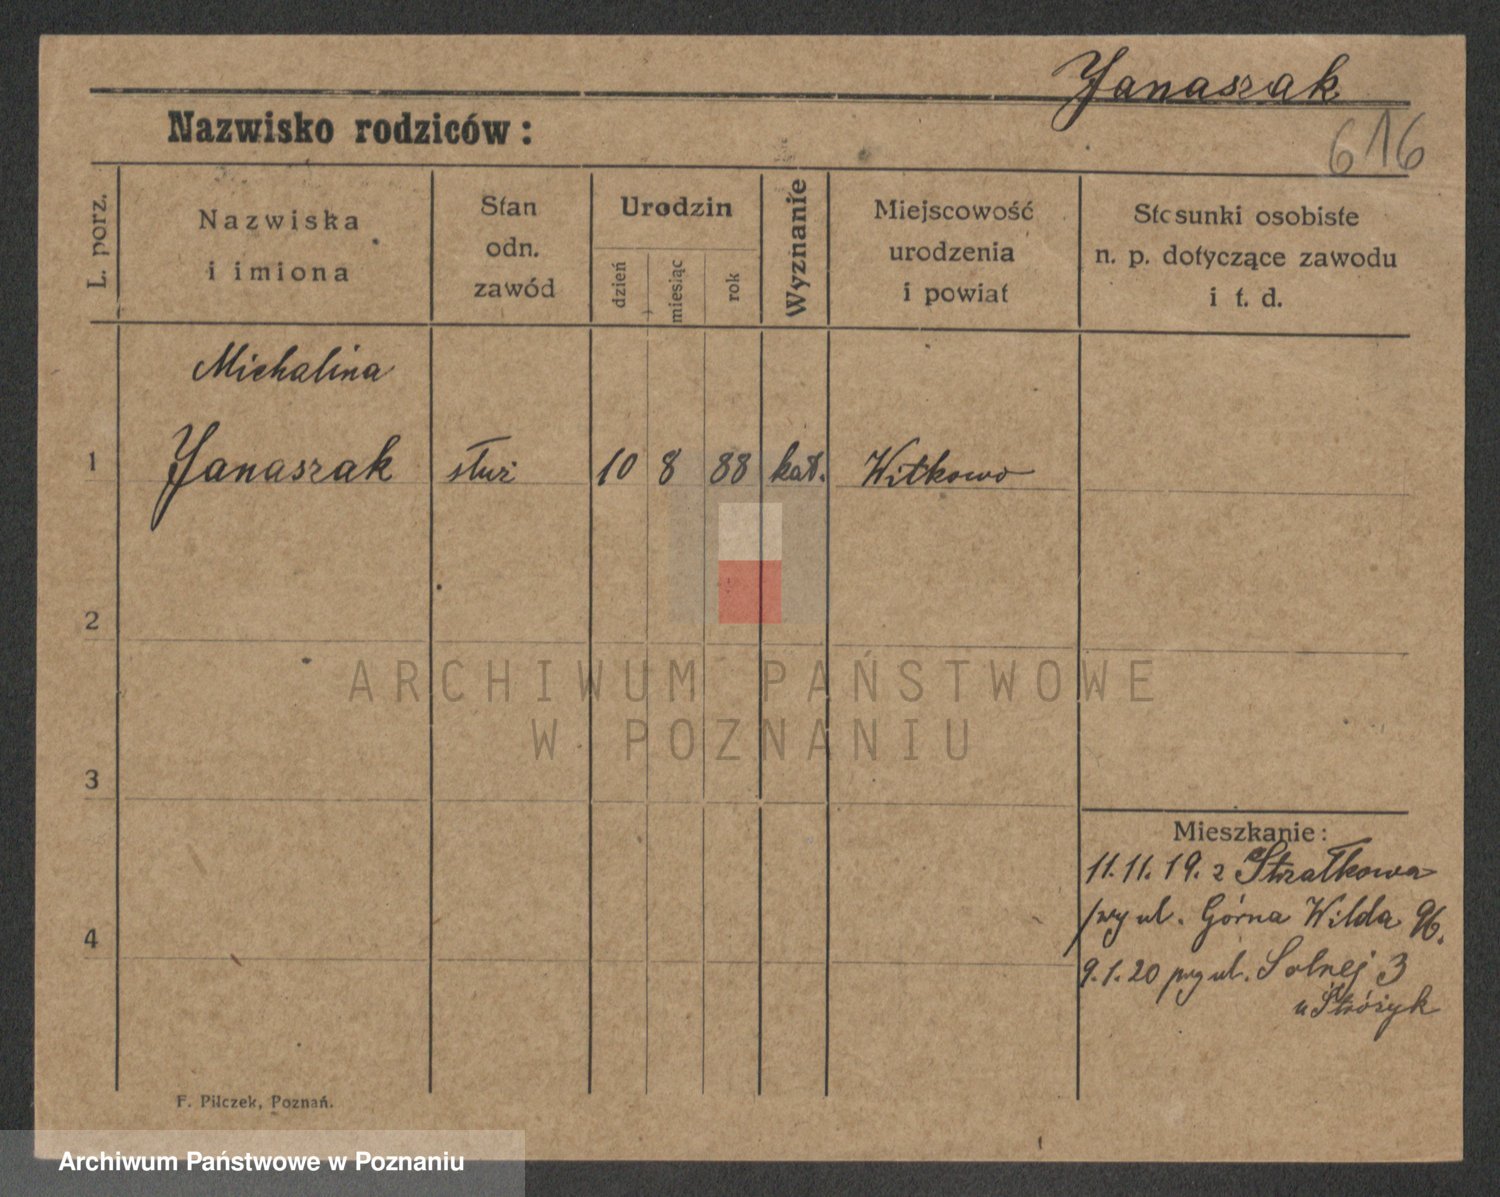 Janaszak
Nazwisko rodziców:
616
L. porz.
Nazwiska
i imiona
Stan
odn.
zawód
Urodzin
dzień
miesiąc
rok
Wyznanie
Miejscowość
urodzenia
i powiat
Stosunki osobiste
n. p. dotyczące zawodu
i t. d.
Michalina
1 Janaszak służ 10 8 88 kat. Witkowo
2
3
4
Mieszkanie:
11.11.19. z Strzałkowa
ul. Górna Wilda 96.
9.1.20 przy ul. Solnej 3
u Stróżyk
F. Pilczek, Poznań.
ARCHIWUM PAŃSTWOWE
W POZNANIU
Archiwum Państwowe w Poznaniu